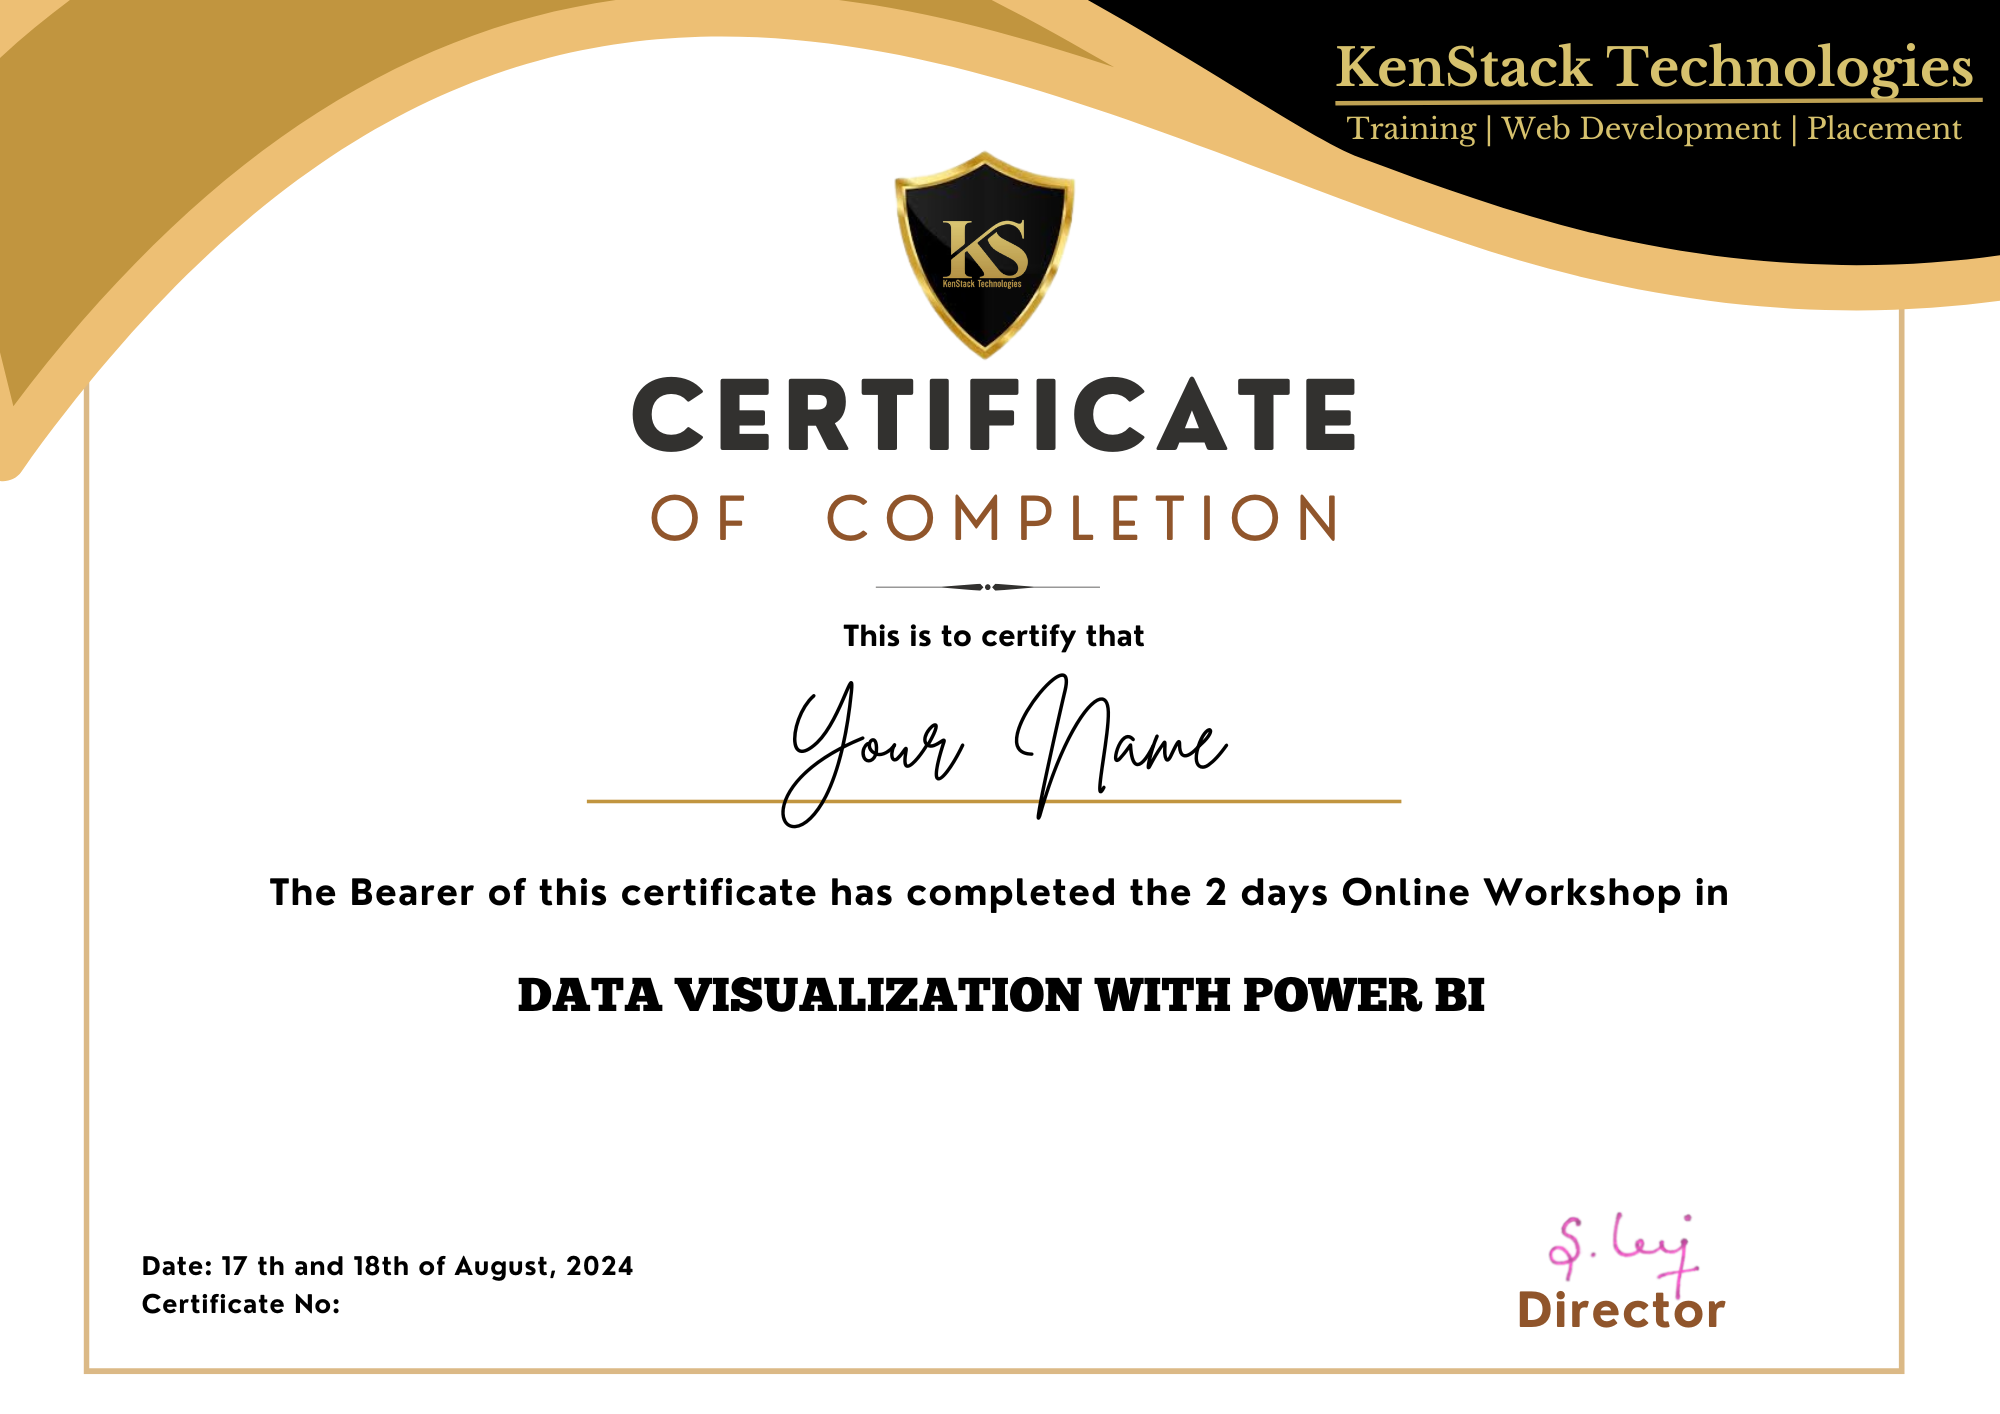 KenStack Technologies
Training | Web Development | Placement
KS
KenStack Technologies
CERTIFICATE
OF COMPLETION
This is to certify that
Your Name
The Bearer of this certificate has completed the 2 days Online Workshop in
DATA VISUALIZATION WITH POWER BI
Date: 17 th and 18th of August, 2024
Certificate No:
Director